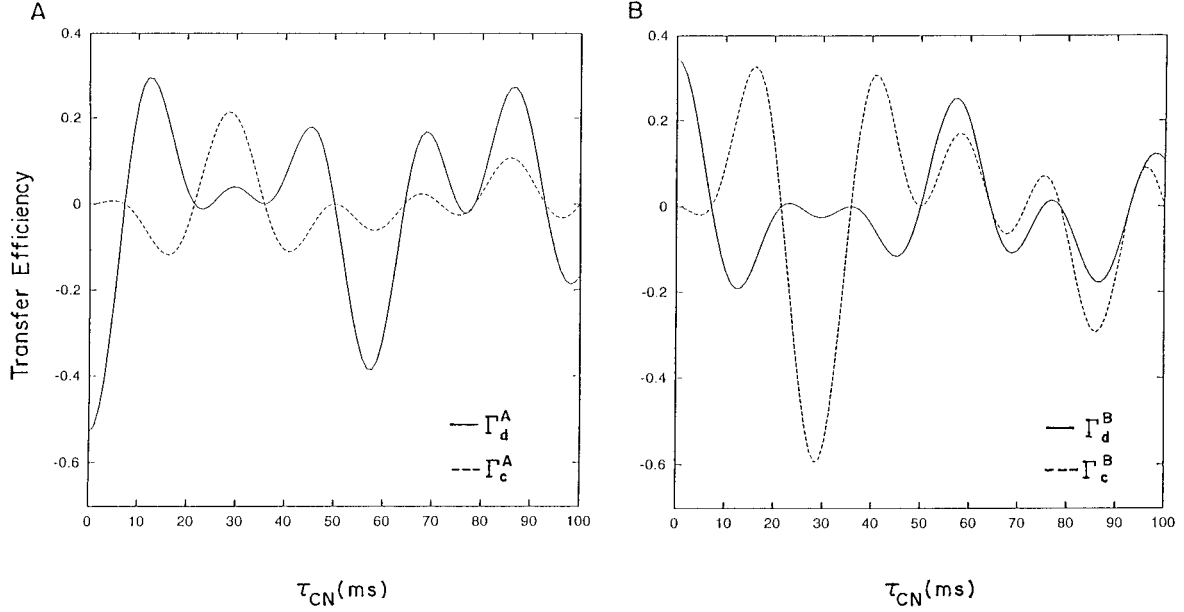 A
B
Transfer Efficiency
0.4
0.2
0
-0.2
-0.4
-0.6
0 10 20 30 40 50 60 70 80 90 100
Γ_d^A
Γ_c^A
τ_CN (ms)
0.4
0.2
0
-0.2
-0.4
-0.6
0 10 20 30 40 50 60 70 80 90 100
Γ_d^B
Γ_c^B
τ_CN (ms)